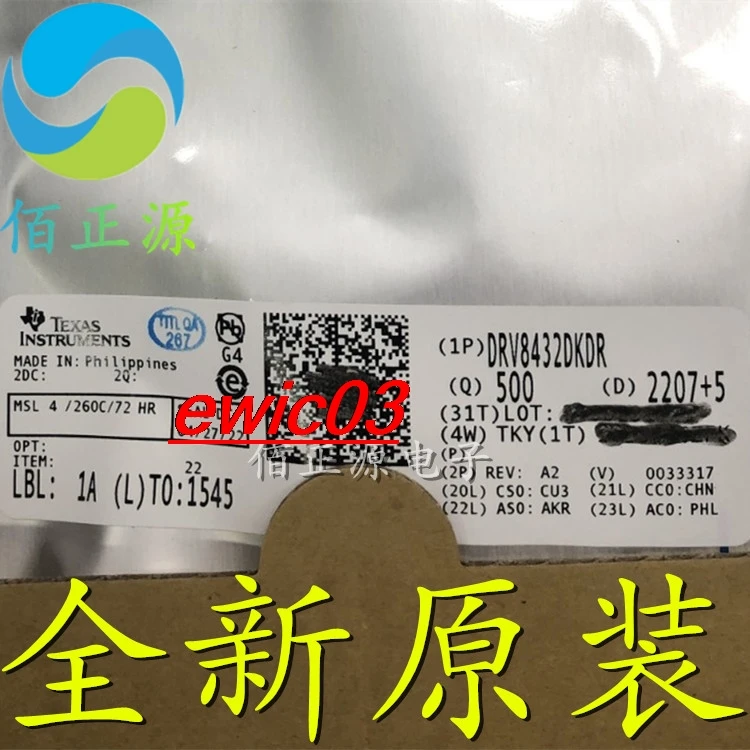 佰正源
TEXAS
INSTRUMENTS
TI LQA
267
Pb
G4
e
MADE IN: Philippines
2DC: 2Q:
MSL 4 /260C/72 HR
ewic03
OPT:
ITEM: 22
LBL: 1A (L)TO:1545
(1P) DRV8432DKDR
(Q) 500 (D) 2207+5
(31T)LOT:
(4W) TKY(1T)
(P)
(2P) REV: A2 (V) 0033317
(20L) CSO: CU3 (21L) CCO:CHN
(22L) ASO: AKR (23L) ACO: PHL
佰正源电子
全新原装